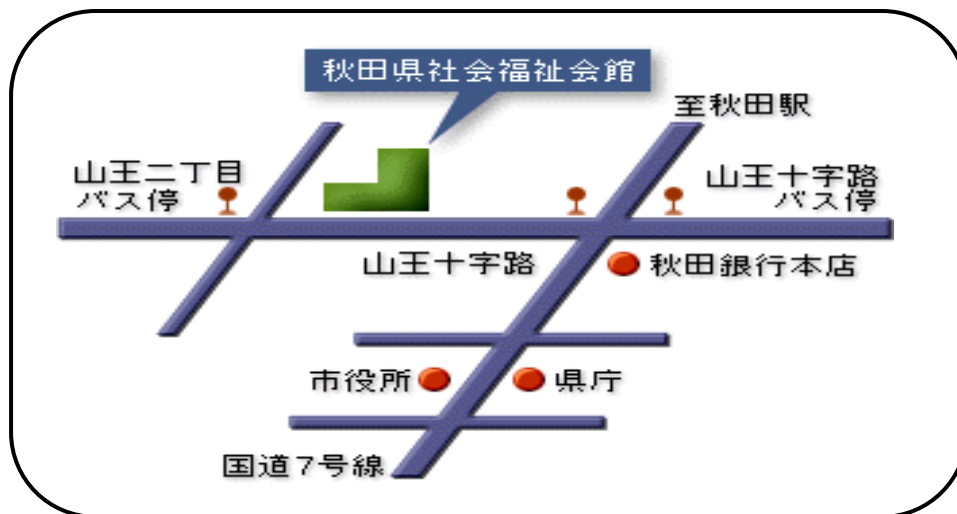 秋田県社会福祉会館
至秋田駅
山王二丁目
バス停
山王十字路
バス停
山王十字路
秋田銀行本店
市役所
県庁
国道7号線